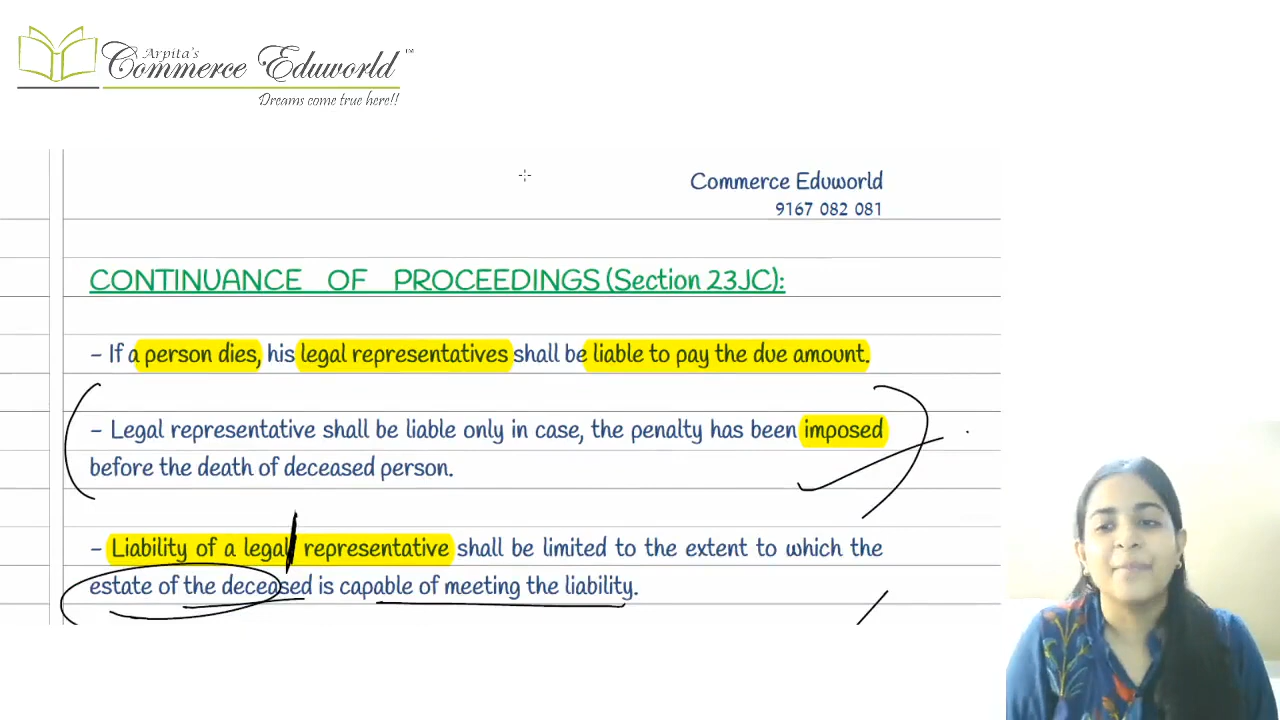 Arpita's
Commerce Eduworld™
Dreams come true here!!
Commerce Eduworld
9167 082 081
CONTINUANCE OF PROCEEDINGS (Section 23JC):
- If a person dies, his legal representatives shall be liable to pay the due amount.
- Legal representative shall be liable only in case, the penalty has been imposed
before the death of deceased person.
- Liability of a legal representative shall be limited to the extent to which the
estate of the deceased is capable of meeting the liability.